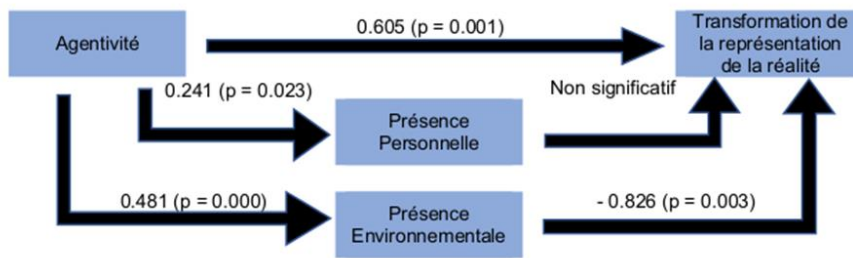 0.605 (p = 0.001)
Agentivité
Transformation de
la représentation
de la réalité
0.241 (p = 0.023)
Non significatif
Présence
Personnelle
0.481 (p = 0.000)
- 0.826 (p = 0.003)
Présence
Environnementale